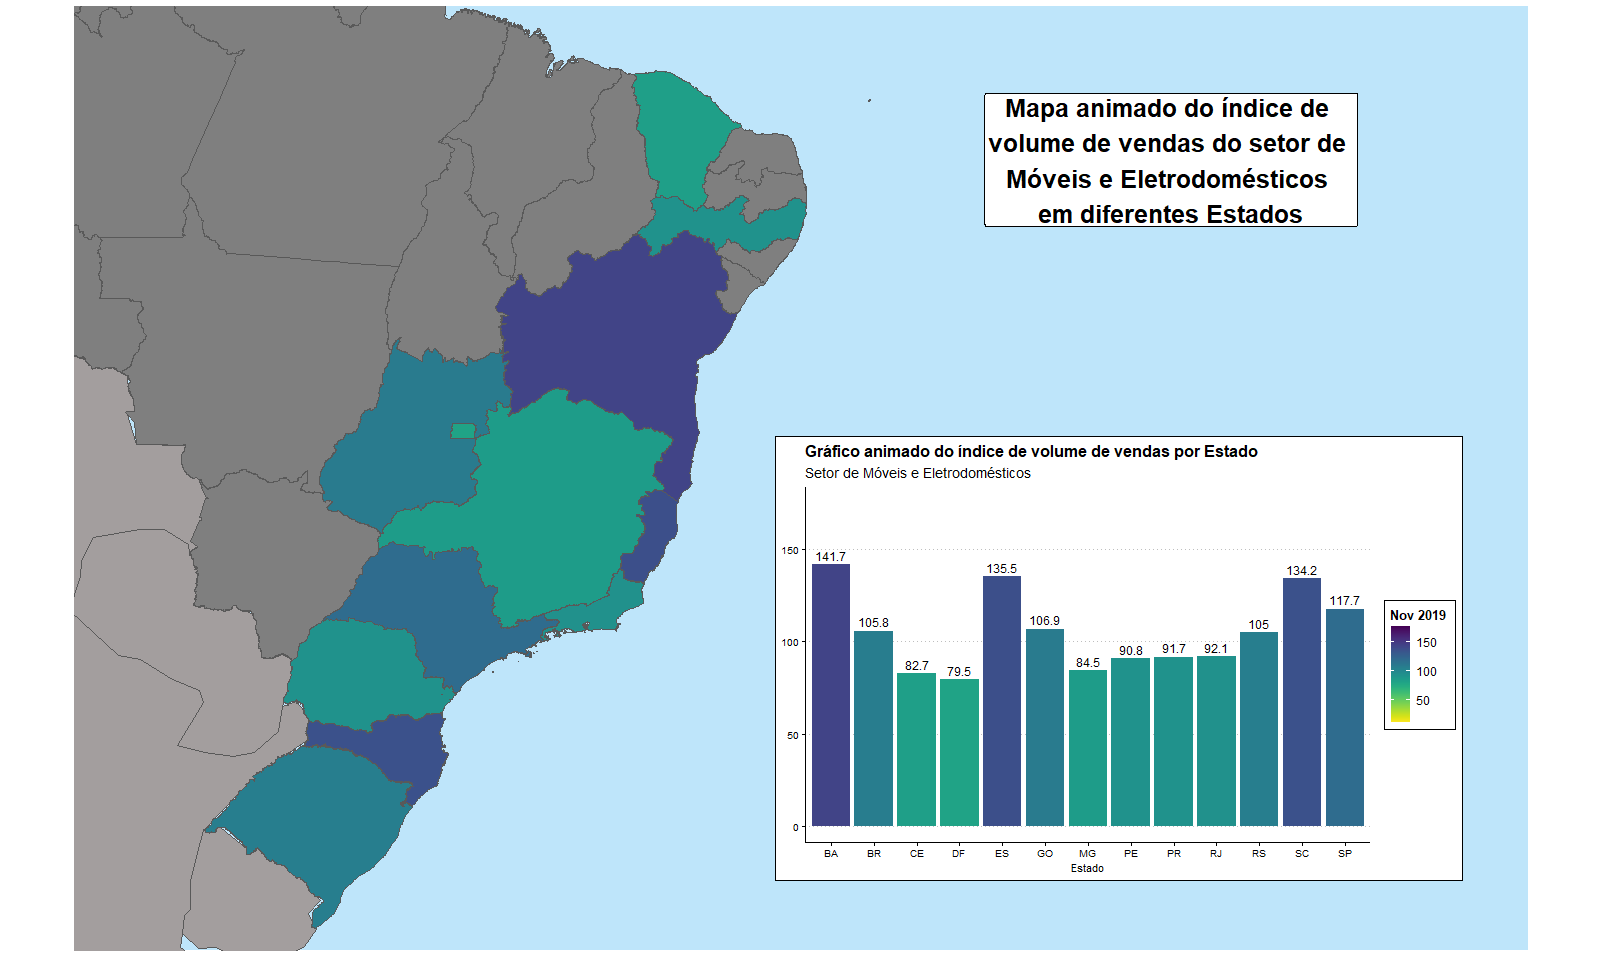 Mapa animado do índice de
volume de vendas do setor de
Móveis e Eletrodomésticos
em diferentes Estados
Gráfico animado do índice de volume de vendas por Estado
Setor de Móveis e Eletrodomésticos
150
100
50
0
141.7
105.8
82.7
79.5
135.5
106.9
84.5
90.8
91.7
92.1
105
134.2
117.7
BA
BR
CE
DF
ES
GO
MG
PE
PR
RJ
RS
SC
SP
Estado
Nov 2019
150
100
50